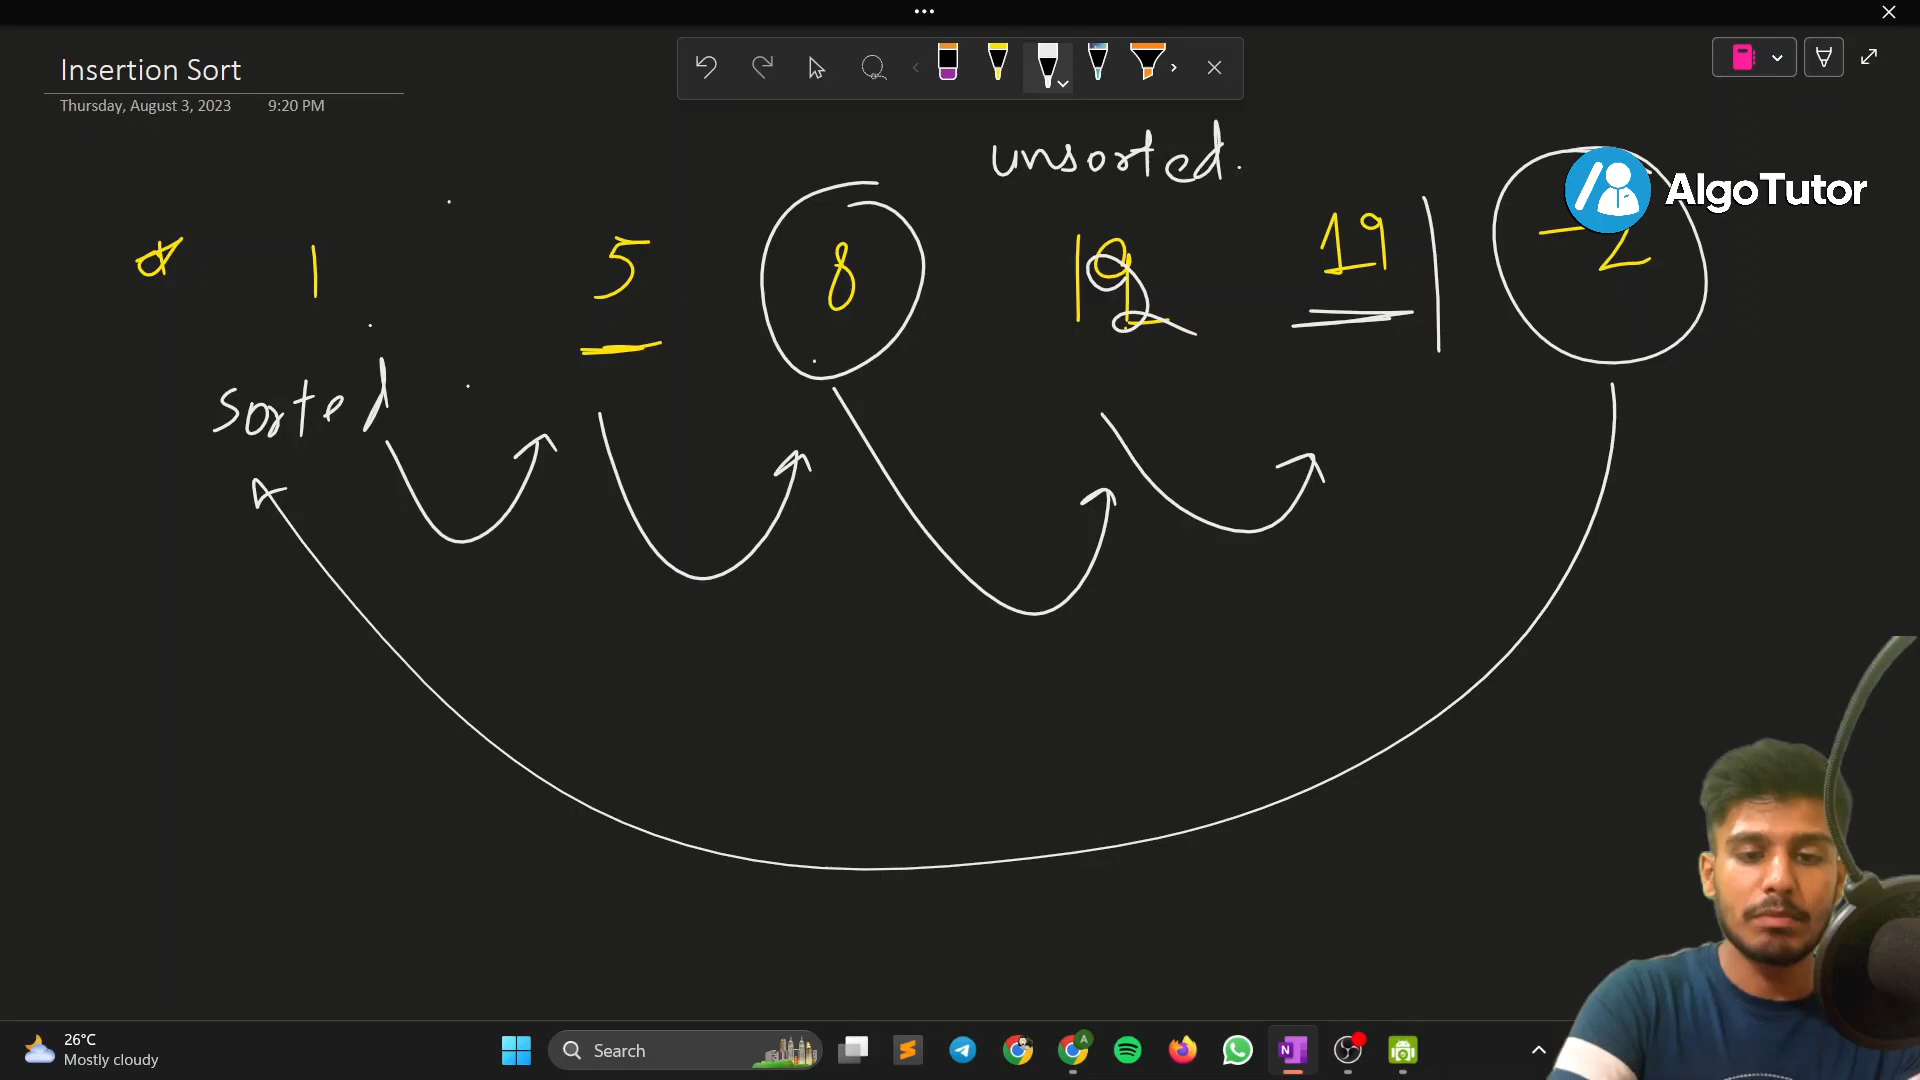 Insertion Sort
Thursday, August 3, 2023 9:20 PM
unsorted.
AlgoTutor
1 5 8 12 19 -2
sorted
26°C
Mostly cloudy
Search
A
N